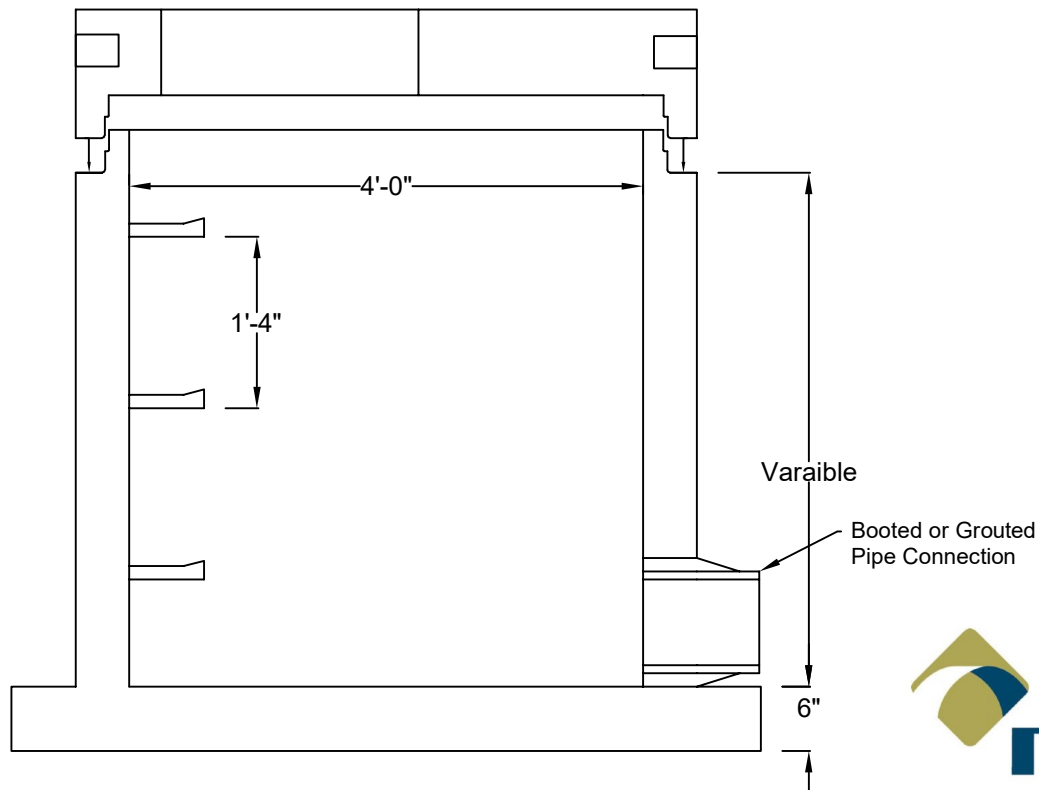 4'-0"
1'-4"
Varaible
Booted or Grouted
Pipe Connection
6"